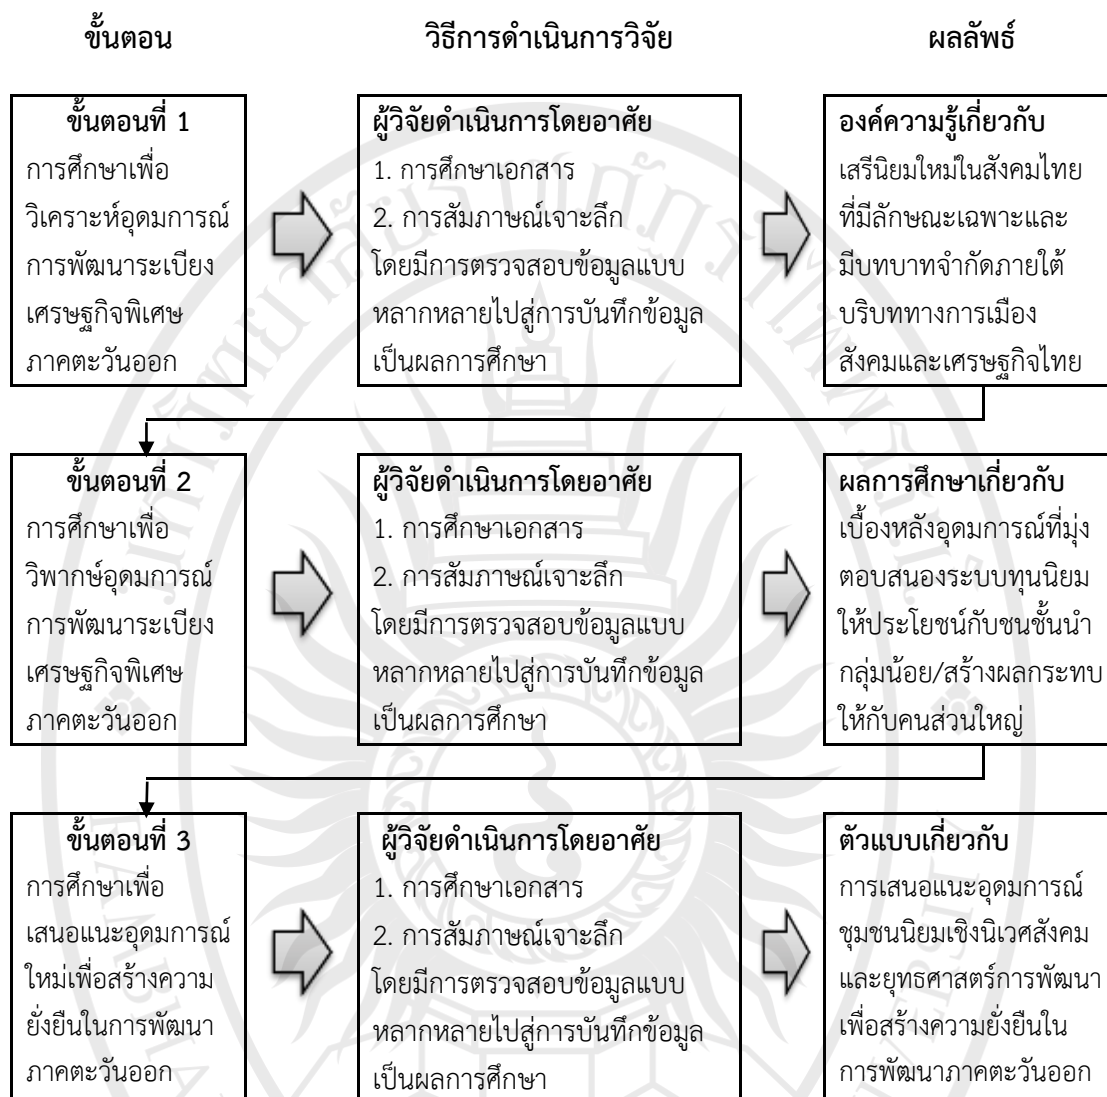 ขั้นตอน
วิธีการดำเนินการวิจัย
ผลลัพธ์
ขั้นตอนที่ 1
การศึกษาเพื่อ
วิเคราะห์อุดมการณ์
การพัฒนาระเบียง
เศรษฐกิจพิเศษ
ภาคตะวันออก
ผู้วิจัยดำเนินการโดยอาศัย
1. การศึกษาเอกสาร
2. การสัมภาษณ์เจาะลึก
โดยมีการตรวจสอบข้อมูลแบบ
หลากหลายไปสู่การบันทึกข้อมูล
เป็นผลการศึกษา
องค์ความรู้เกี่ยวกับ
เสรีนิยมใหม่ในสังคมไทย
ที่มีลักษณะเฉพาะและ
มีบทบาทจำกัดภายใต้
บริบททางการเมือง
สังคมและเศรษฐกิจไทย
ขั้นตอนที่ 2
การศึกษาเพื่อ
วิพากษ์อุดมการณ์
การพัฒนาระเบียง
เศรษฐกิจพิเศษ
ภาคตะวันออก
ผู้วิจัยดำเนินการโดยอาศัย
1. การศึกษาเอกสาร
2. การสัมภาษณ์เจาะลึก
โดยมีการตรวจสอบข้อมูลแบบ
หลากหลายไปสู่การบันทึกข้อมูล
เป็นผลการศึกษา
ผลการศึกษาเกี่ยวกับ
เบื้องหลังอุดมการณ์ที่มุ่ง
ตอบสนองระบบทุนนิยม
ให้ประโยชน์กับชนชั้นนำ
กลุ่มน้อย/สร้างผลกระทบ
ให้กับคนส่วนใหญ่
ขั้นตอนที่ 3
การศึกษาเพื่อ
เสนอแนะอุดมการณ์
ใหม่เพื่อสร้างความ
ยั่งยืนในการพัฒนา
ภาคตะวันออก
ผู้วิจัยดำเนินการโดยอาศัย
1. การศึกษาเอกสาร
2. การสัมภาษณ์เจาะลึก
โดยมีการตรวจสอบข้อมูลแบบ
หลากหลายไปสู่การบันทึกข้อมูล
เป็นผลการศึกษา
ตัวแบบเกี่ยวกับ
การเสนอแนะอุดมการณ์
ชุมชนนิยมเชิงนิเวศสังคม
และยุทธศาสตร์การพัฒนา
เพื่อสร้างความยั่งยืนใน
การพัฒนาภาคตะวันออก